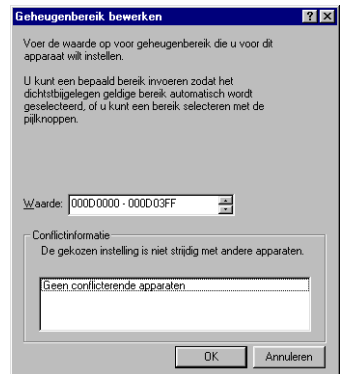 Geheugenbereik bewerken
Voer de waarde op voor geheugenbereik die u voor dit
apparaat wilt instellen.
U kunt een bepaald bereik invoeren zodat het
dichtstbijgelegen geldige bereik automatisch wordt
geselecteerd, of u kunt een bereik selecteren met de
pijlknoppen.
Waarde: 000D0000 - 000D03FF
Conflictinformatie
De gekozen instelling is niet strijdig met andere apparaten.
Geen conflicterende apparaten
OK Annuleren